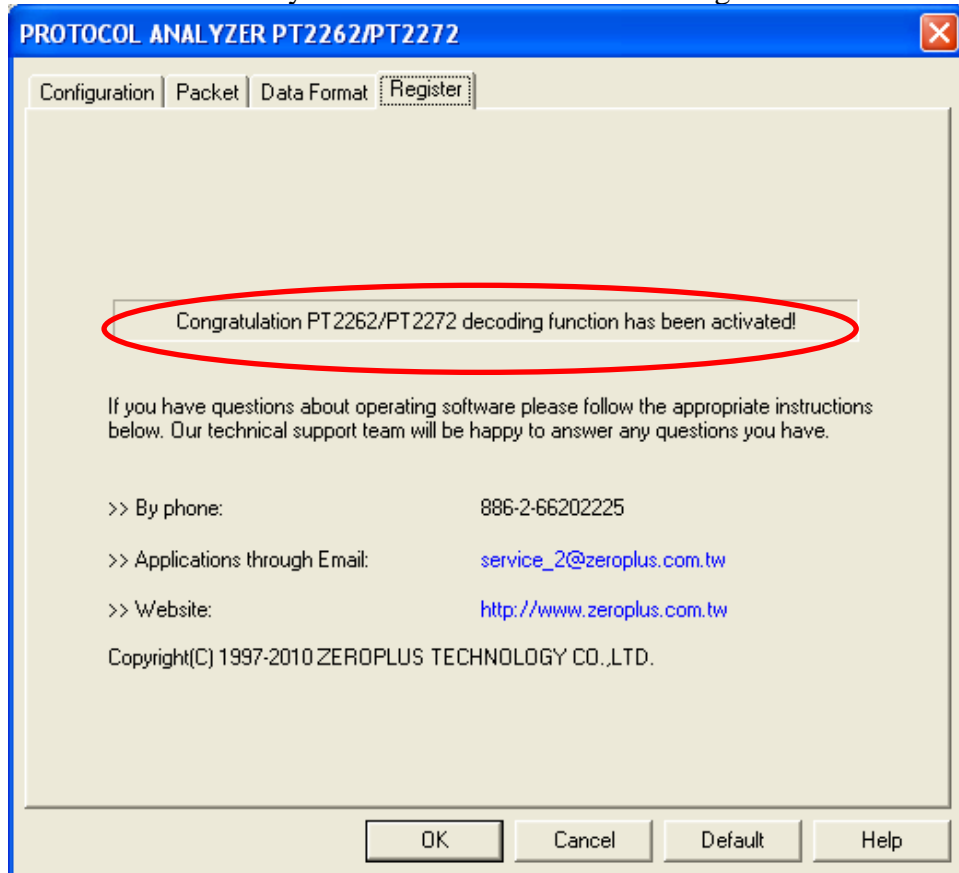 PROTOCOL ANALYZER PT2262/PT2272
Configuration Packet Data Format Register
Congratulation PT2262/PT2272 decoding function has been activated!
If you have questions about operating software please follow the appropriate instructions
below. Our technical support team will be happy to answer any questions you have.
>> By phone: 886-2-66202225
>> Applications through Email: service_2@zeroplus.com.tw
>> Website: http://www.zeroplus.com.tw
Copyright(C) 1997-2010 ZEROPLUS TECHNOLOGY CO.,LTD.
OK Cancel Default Help